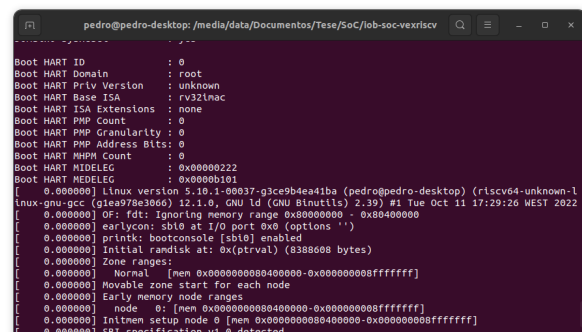 pedro@pedro-desktop: /media/data/Documentos/Tese/SoC/iob-soc-vexriscv
Boot HART ID : 0
Boot HART Domain : root
Boot HART Priv Version : unknown
Boot HART Base ISA : rv32imac
Boot HART ISA Extensions : none
Boot HART PMP Count : 0
Boot HART PMP Granularity : 0
Boot HART PMP Address Bits: 0
Boot HART MHPM Count : 0
Boot HART MIDELEG : 0x00000222
Boot HART MEDELEG : 0x0000b101
[ 0.000000] Linux version 5.10.1-00037-g3ce9b4ea41ba (pedro@pedro-desktop) (riscv64-unknown-l
inux-gnu-gcc (g1ea978e3066) 12.1.0, GNU ld (GNU Binutils) 2.39) #1 Tue Oct 11 17:29:26 WEST 2022
[ 0.000000] OF: fdt: Ignoring memory range 0x80000000 - 0x80400000
[ 0.000000] earlycon: sbi0 at I/O port 0x0 (options '')
[ 0.000000] printk: bootconsole [sbi0] enabled
[ 0.000000] Initial ramdisk at: 0x(ptrval) (8388608 bytes)
[ 0.000000] Zone ranges:
[ 0.000000] Normal [mem 0x0000000080400000-0x000000008fffffff]
[ 0.000000] Movable zone start for each node
[ 0.000000] Early memory node ranges
[ 0.000000] node 0: [mem 0x0000000080400000-0x000000008fffffff]
[ 0.000000] Initmem setup node 0 [mem 0x0000000080400000-0x000000008fffffff]
[ 0.000000] SBI specification v1.0 detected